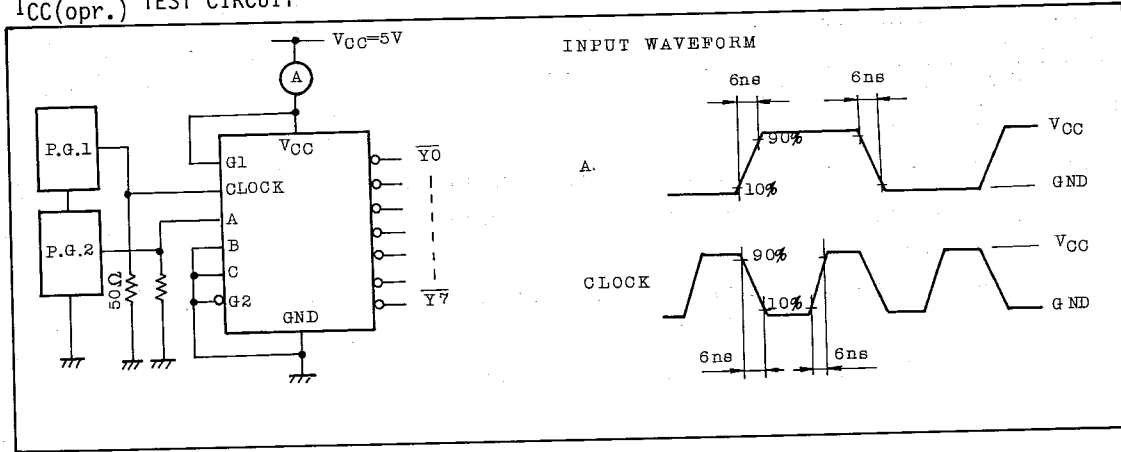 ICC(opr.) TEST CIRCUIT
VCC=5V
INPUT WAVEFORM
A
P.G.1
P.G.2
50Ω
VCC
G1
CLOCK
A
B
C
G2
GND
Y0
Y7
6ns
6ns
A.
90%
10%
VCC
GND
CLOCK
90%
10%
VCC
GND
6ns
6ns